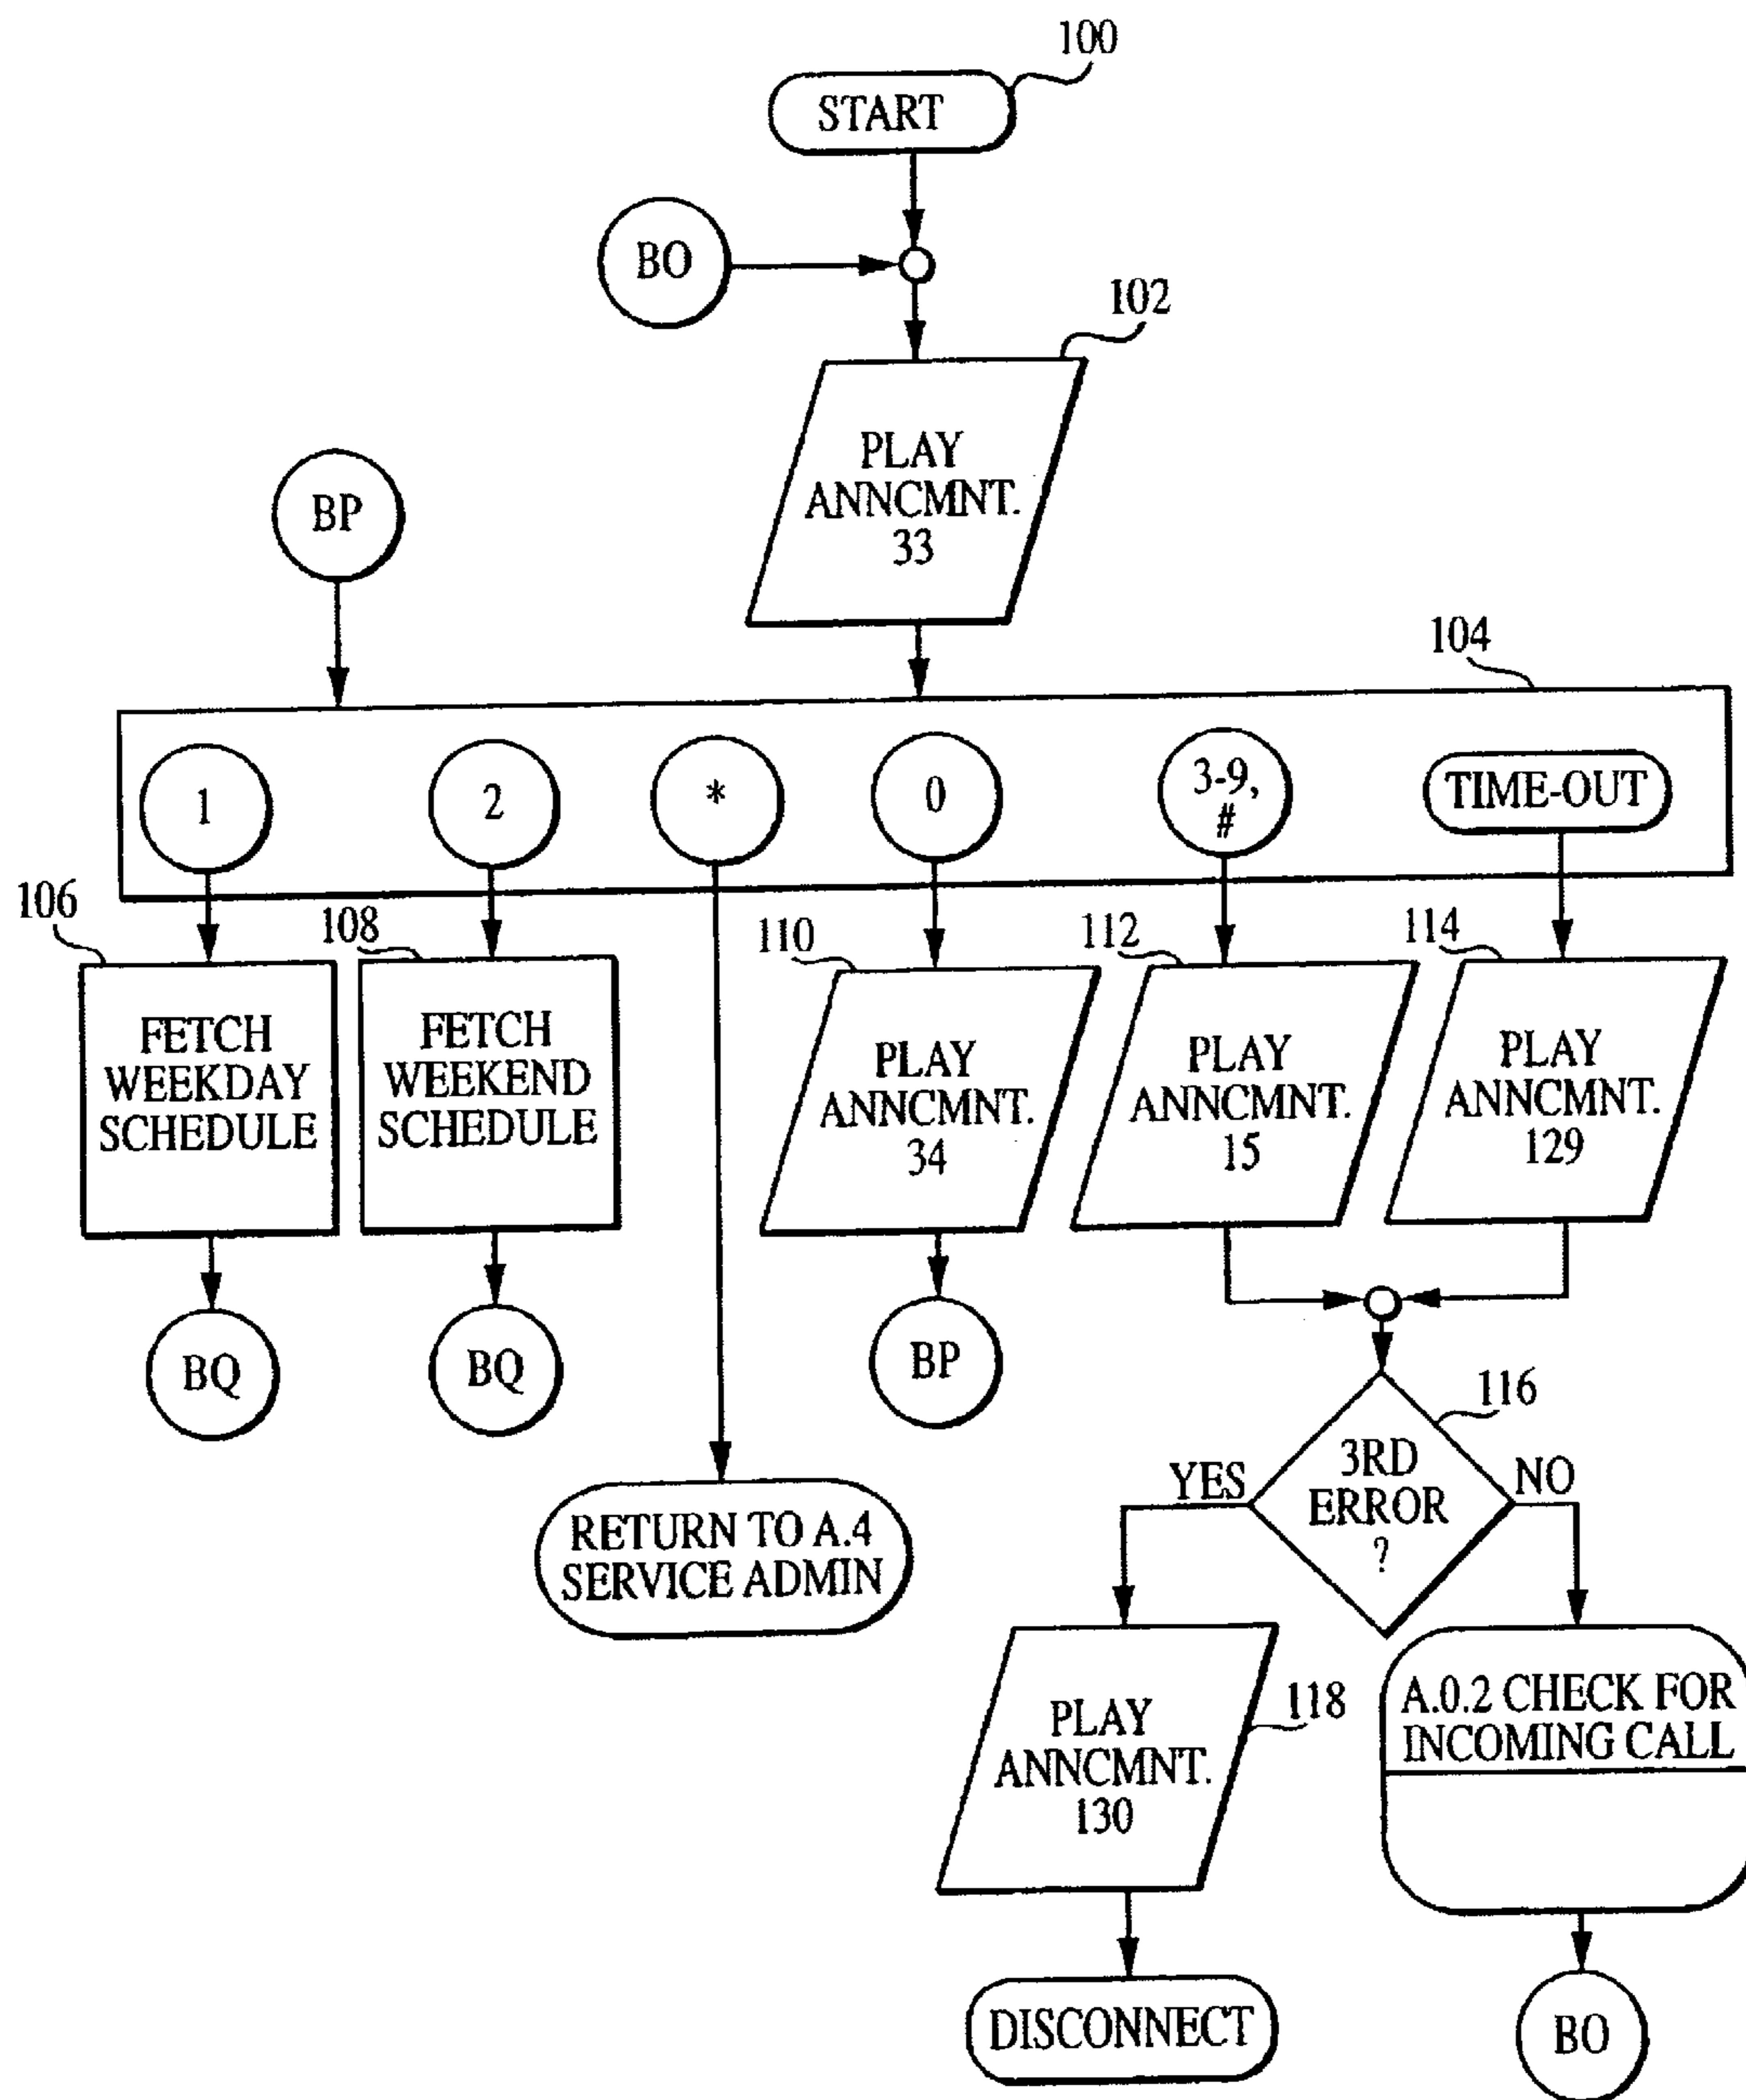 100
START
BO
102
PLAY
ANNCMNT.
33
BP
104
1
2
*
0
3-9,
#
TIME-OUT
106
108
110
112
114
FETCH
WEEKDAY
SCHEDULE
FETCH
WEEKEND
SCHEDULE
PLAY
ANNCMNT.
34
PLAY
ANNCMNT.
15
PLAY
ANNCMNT.
129
BQ
BQ
BP
116
3RD
ERROR
?
YES
NO
RETURN TO A.4
SERVICE ADMIN
PLAY
ANNCMNT.
130
118
A.0.2 CHECK FOR
INCOMING CALL
DISCONNECT
BO